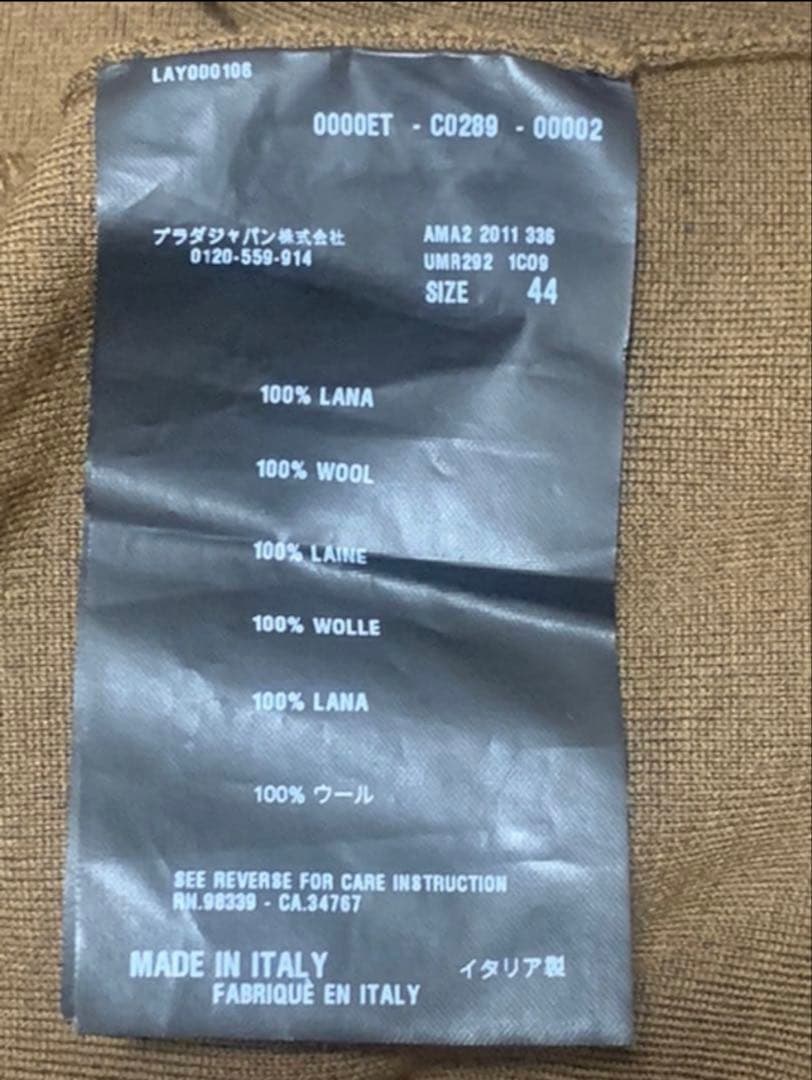 LAY000106
0000ET - C0289 - 00002
プラダジャパン株式会社
0120-559-914
AMA2 2011 336
UMR292 1CO9
SIZE 44
100% LANA
100% WOOL
100% LAINE
100% WOLLE
100% LANA
100% ウール
SEE REVERSE FOR CARE INSTRUCTION
RN.98339 - CA.34767
MADE IN ITALY
FABRIQUÈ EN ITALY
イタリア製